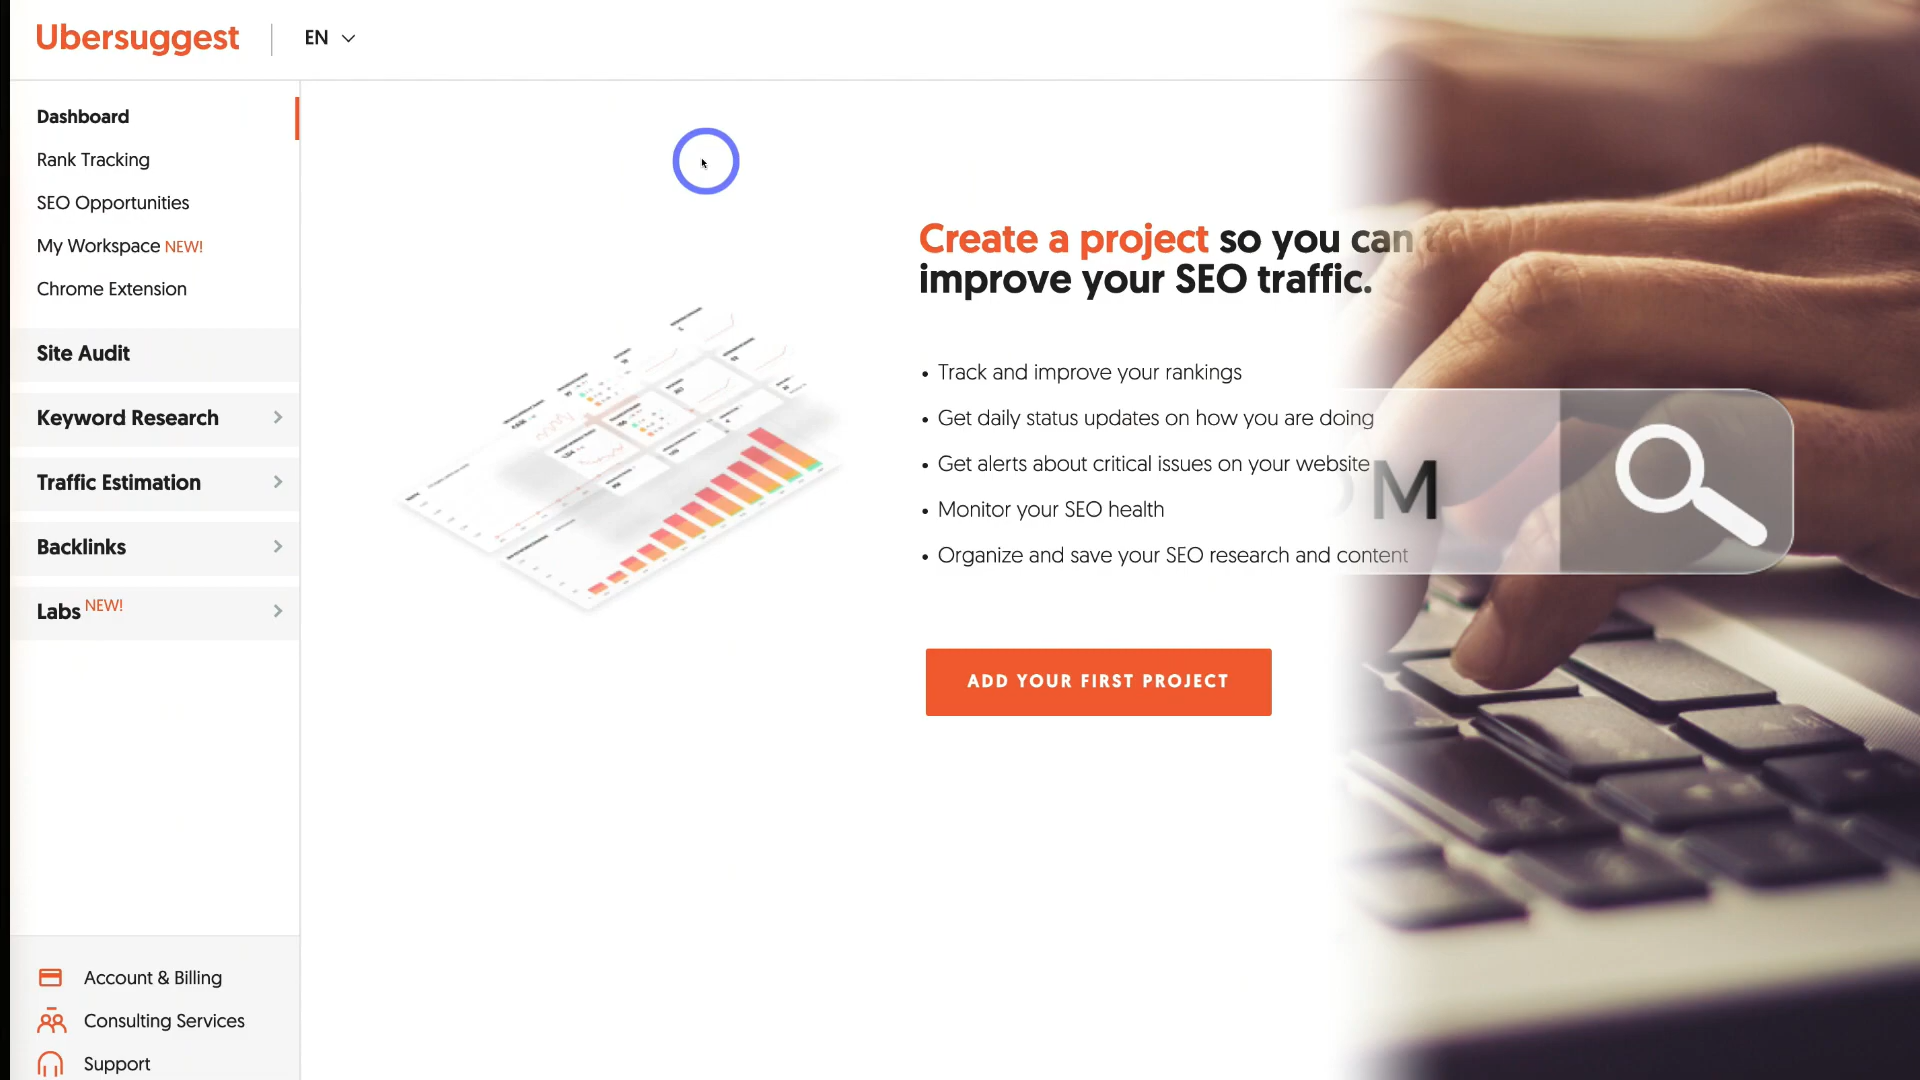 Ubersuggest
EN
Dashboard
Rank Tracking
SEO Opportunities
My Workspace NEW!
Chrome Extension
Site Audit
Keyword Research
Traffic Estimation
Backlinks
Labs NEW!
Account & Billing
Consulting Services
Support
Create a project so you can
improve your SEO traffic.
• Track and improve your rankings
• Get daily status updates on how you are doing
• Get alerts about critical issues on your website
• Monitor your SEO health
• Organize and save your SEO research and content
ADD YOUR FIRST PROJECT
OM